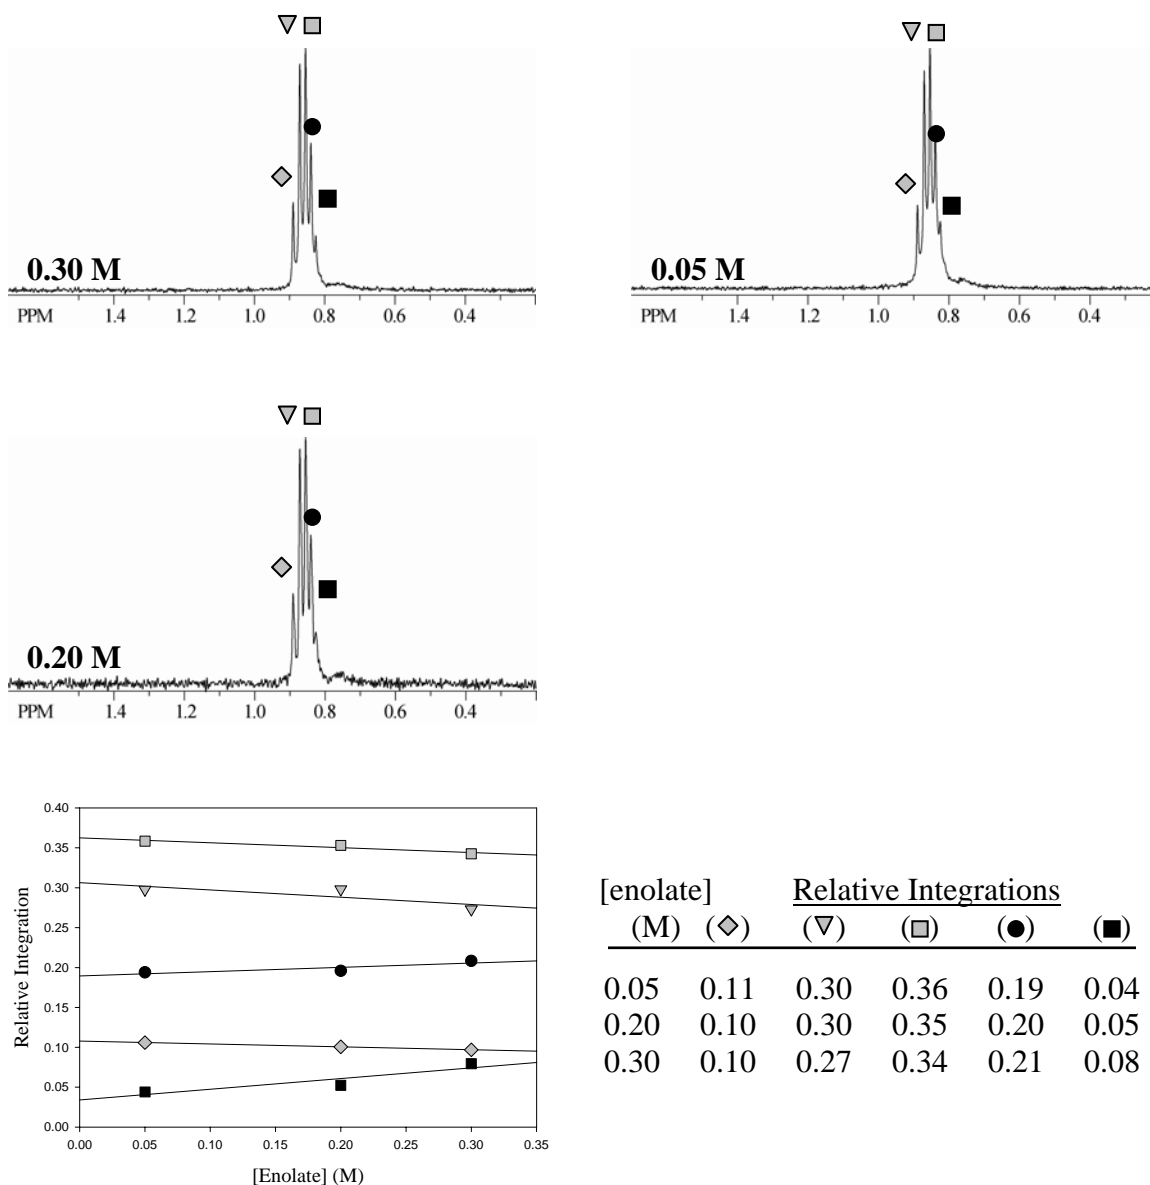 0.30 M
PPM 1.4 1.2 1.0 0.8 0.6 0.4
0.05 M
PPM 1.4 1.2 1.0 0.8 0.6 0.4
0.20 M
PPM 1.4 1.2 1.0 0.8 0.6 0.4
Relative Integration
0.40
0.35
0.30
0.25
0.20
0.15
0.10
0.05
0.00
0.00 0.05 0.10 0.15 0.20 0.25 0.30 0.35
[Enolate] (M)
[enolate] Relative Integrations
(M) (◆) (▼) (■) (●) (■)
0.05 0.11 0.30 0.36 0.19 0.04
0.20 0.10 0.30 0.35 0.20 0.05
0.30 0.10 0.27 0.34 0.21 0.08